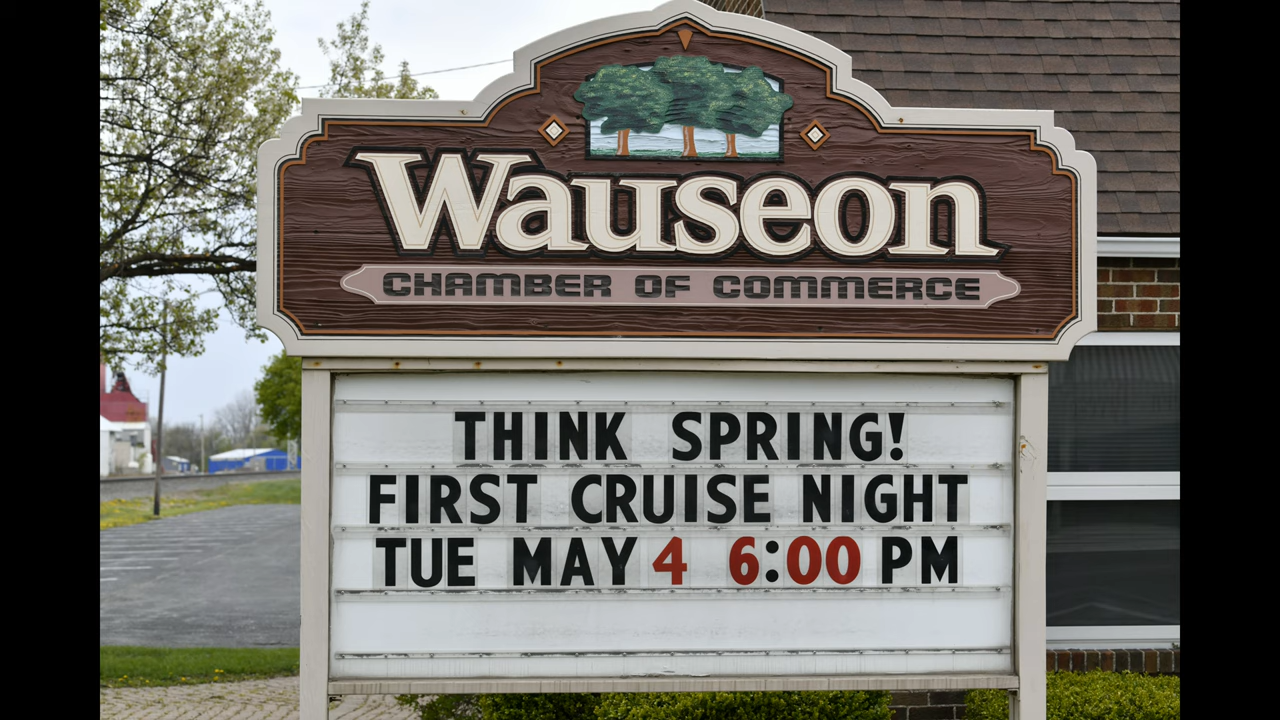 Wauseon
CHAMBER OF COMMERCE
THINK SPRING!
FIRST CRUISE NIGHT
TUE MAY 4 6:00 PM